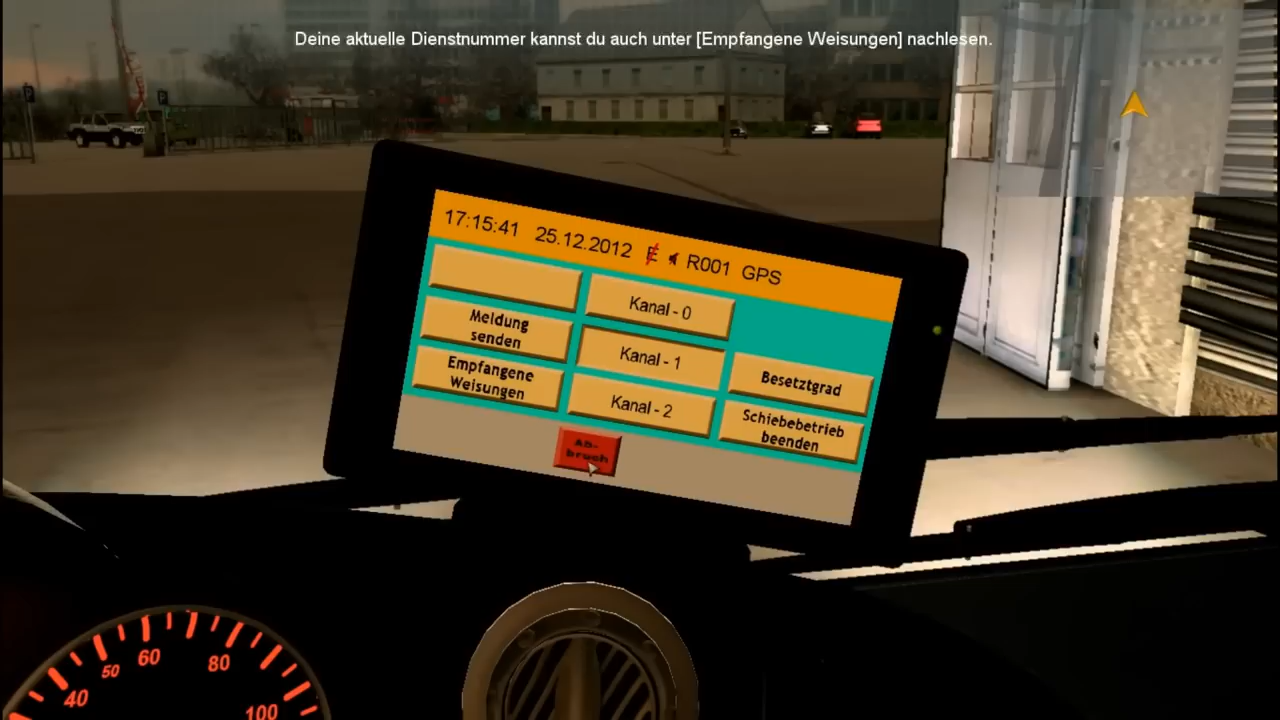 Deine aktuelle Dienstnummer kannst du auch unter [Empfangene Weisungen] nachlesen.
17:15:41 25.12.2012 E R001 GPS
Kanal - 0
Meldung
senden
Kanal - 1
Besetztgrad
Empfangene
Weisungen
Kanal - 2
Schiebebetrieb
beenden
Ab-
bruch
40
50
60
80
100